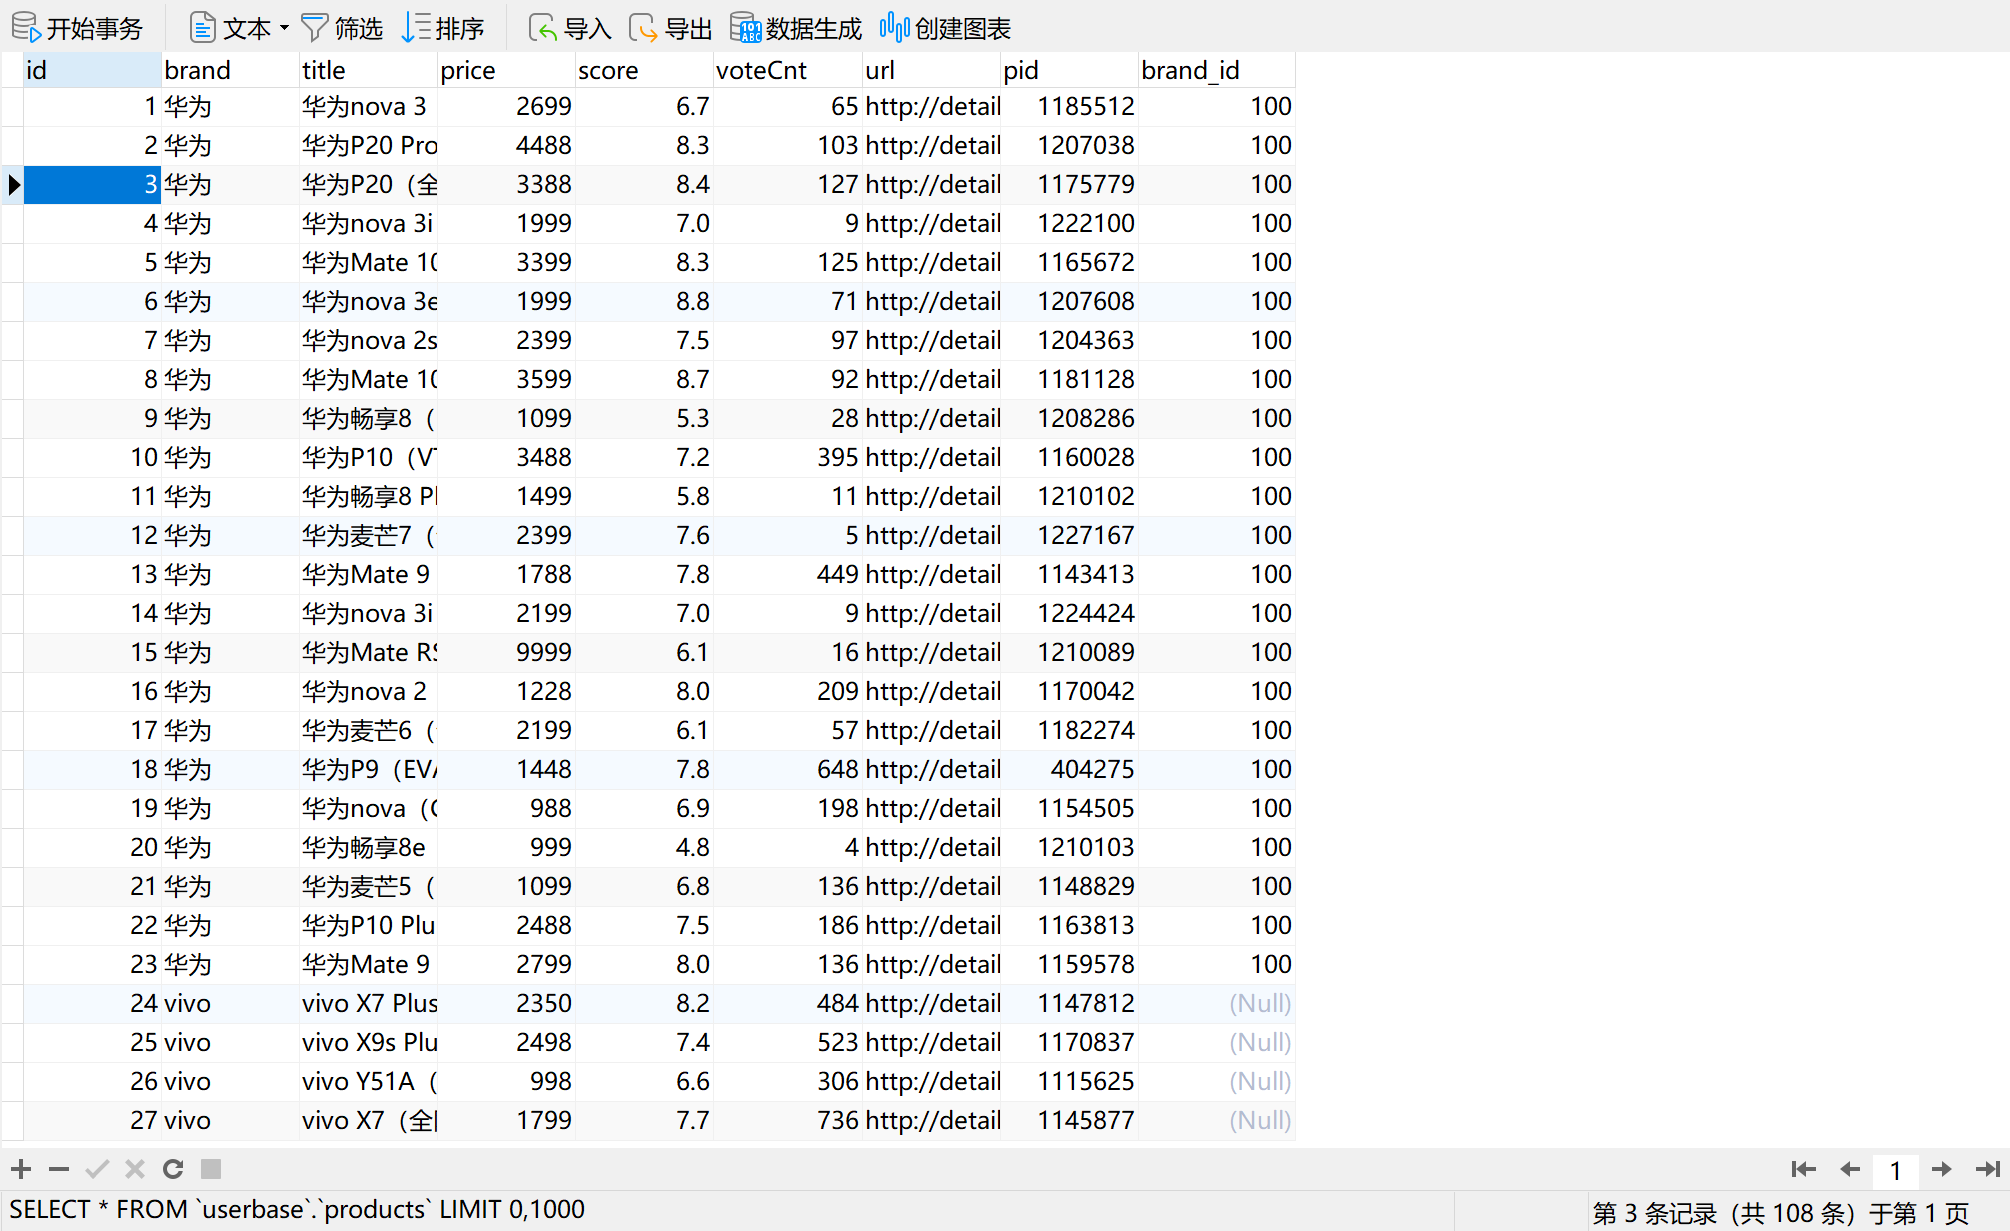 开始事务 文本 筛选 排序 导入 导出 数据生成 创建图表
id brand title price score voteCnt url pid brand_id
1 华为 华为nova 3 2699 6.7 65 http://detail 1185512 100
2 华为 华为P20 Pro 4488 8.3 103 http://detail 1207038 100
3 华为 华为P20（全 3388 8.4 127 http://detail 1175779 100
4 华为 华为nova 3i 1999 7.0 9 http://detail 1222100 100
5 华为 华为Mate 10 3399 8.3 125 http://detail 1165672 100
6 华为 华为nova 3e 1999 8.8 71 http://detail 1207608 100
7 华为 华为nova 2s 2399 7.5 97 http://detail 1204363 100
8 华为 华为Mate 10 3599 8.7 92 http://detail 1181128 100
9 华为 华为畅享8（ 1099 5.3 28 http://detail 1208286 100
10 华为 华为P10（VT 3488 7.2 395 http://detail 1160028 100
11 华为 华为畅享8 Pl 1499 5.8 11 http://detail 1210102 100
12 华为 华为麦芒7（ 2399 7.6 5 http://detail 1227167 100
13 华为 华为Mate 9 1788 7.8 449 http://detail 1143413 100
14 华为 华为nova 3i 2199 7.0 9 http://detail 1224424 100
15 华为 华为Mate RS 9999 6.1 16 http://detail 1210089 100
16 华为 华为nova 2 1228 8.0 209 http://detail 1170042 100
17 华为 华为麦芒6（ 2199 6.1 57 http://detail 1182274 100
18 华为 华为P9（EVA 1448 7.8 648 http://detail 404275 100
19 华为 华为nova（C 988 6.9 198 http://detail 1154505 100
20 华为 华为畅享8e 999 4.8 4 http://detail 1210103 100
21 华为 华为麦芒5（ 1099 6.8 136 http://detail 1148829 100
22 华为 华为P10 Plu 2488 7.5 186 http://detail 1163813 100
23 华为 华为Mate 9 2799 8.0 136 http://detail 1159578 100
24 vivo vivo X7 Plus 2350 8.2 484 http://detail 1147812 (Null)
25 vivo vivo X9s Plu 2498 7.4 523 http://detail 1170837 (Null)
26 vivo vivo Y51A（ 998 6.6 306 http://detail 1115625 (Null)
27 vivo vivo X7（全 1799 7.7 736 http://detail 1145877 (Null)
1
SELECT * FROM `userbase`.`products` LIMIT 0,1000 第 3 条记录（共 108 条）于第 1 页